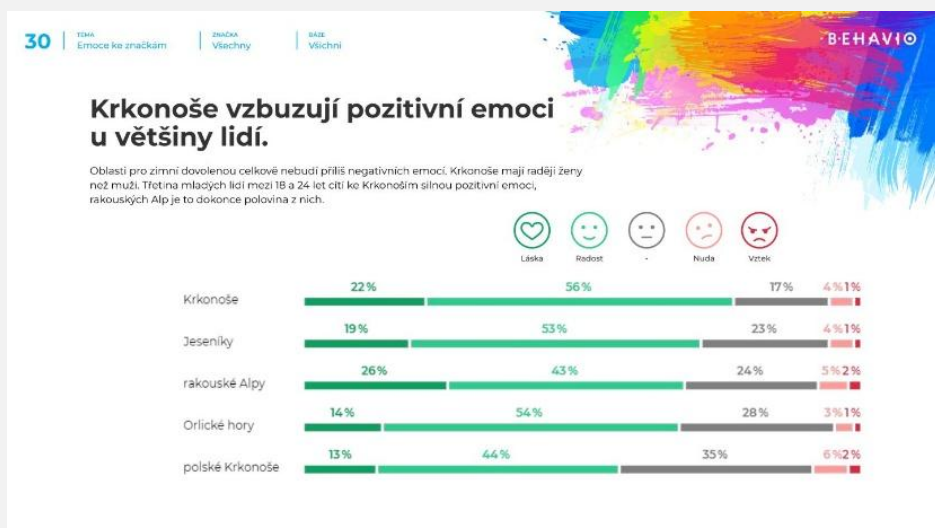 30
TÉMA
Emoce ke značkám
ZNAČKA
Všechny
BÁZE
Všichni
BEHAVIO
Krkonoše vzbuzují pozitivní emoci
u většiny lidí.
Oblasti pro zimní dovolenou celkově nebudí příliš negativních emocí. Krkonoše mají raději ženy
než muži. Třetina mladých lidí mezi 18 a 24 let cítí ke Krkonoším silnou pozitivní emoci,
rakouských Alp je to dokonce polovina z nich.
Láska Radost - Nuda Vztek
Krkonoše 22% 56% 17% 4% 1%
Jeseníky 19% 53% 23% 4% 1%
rakouské Alpy 26% 43% 24% 5% 2%
Orlické hory 14% 54% 28% 3% 1%
polské Krkonoše 13% 44% 35% 6% 2%